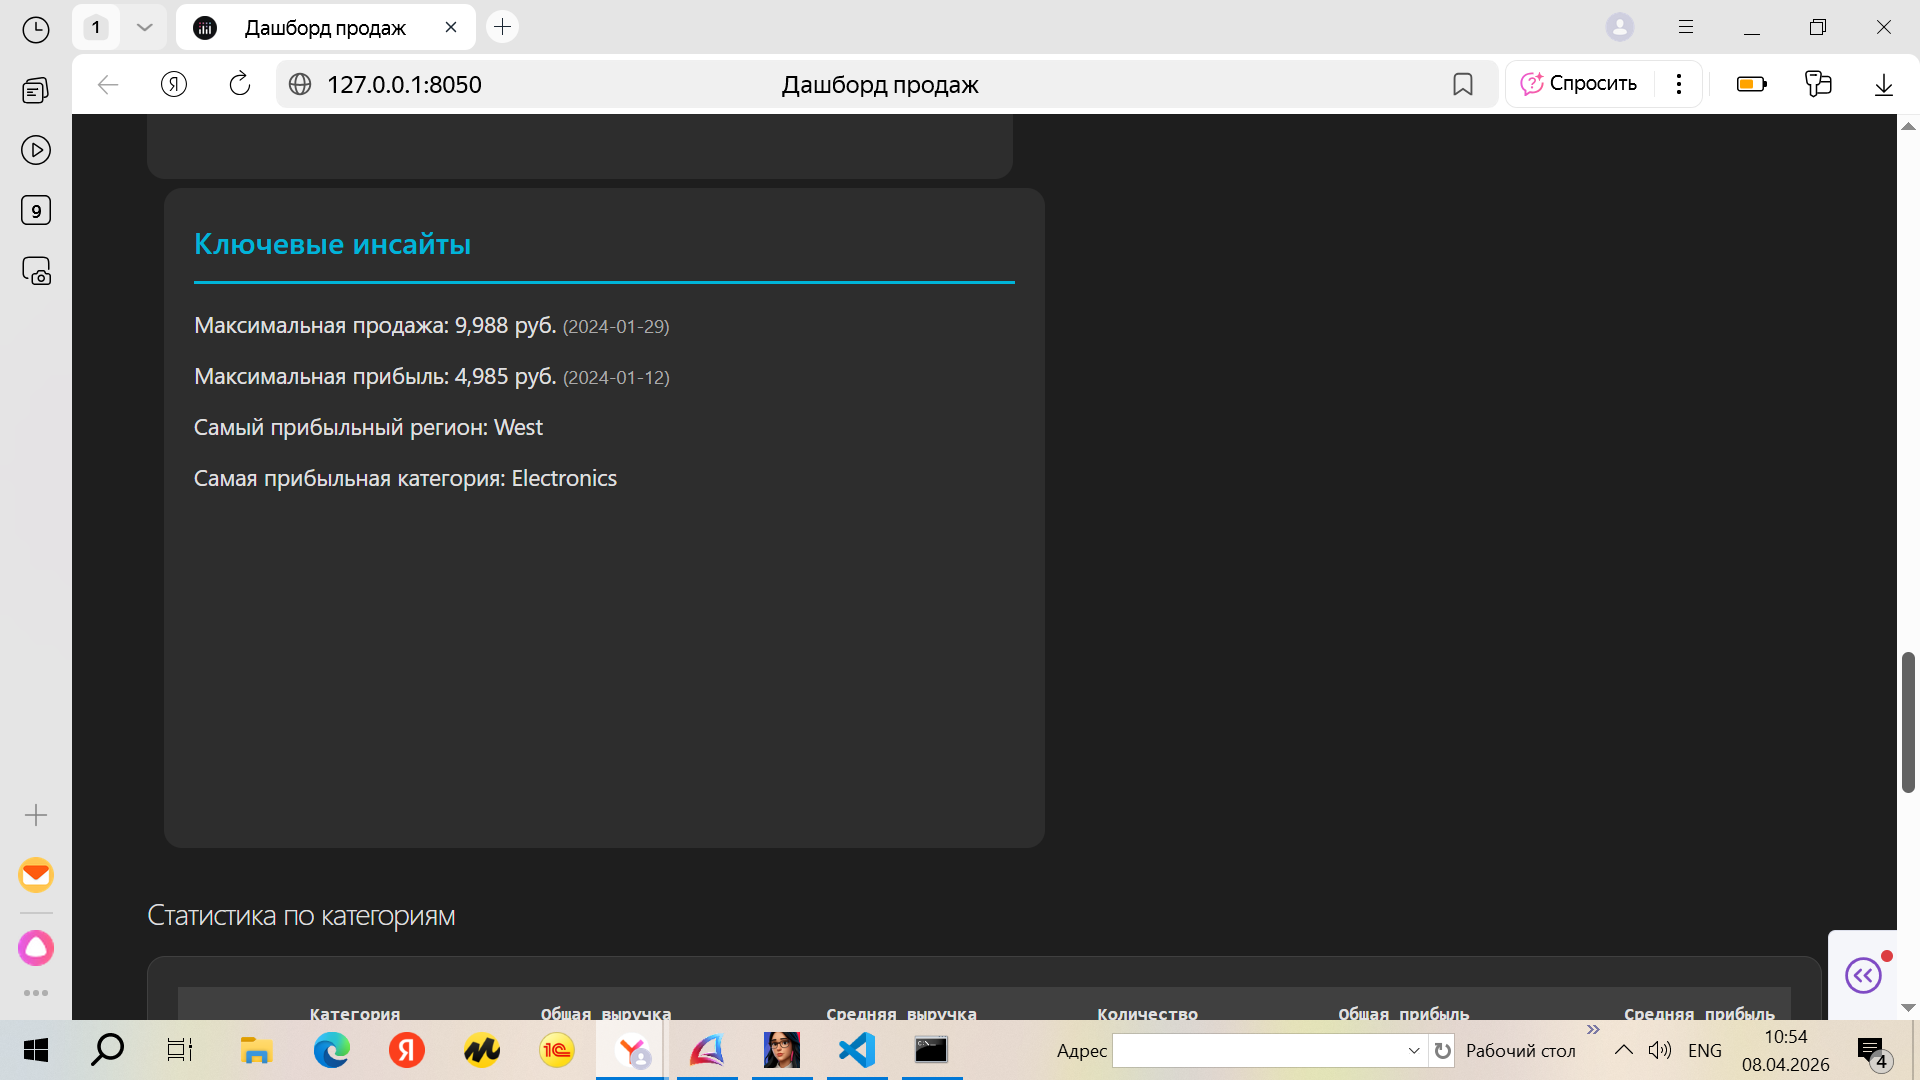 1
Дашборд продаж
127.0.0.1:8050
Дашборд продаж
Спросить
9
Ключевые инсайты
Максимальная продажа: 9,988 руб. (2024-01-29)
Максимальная прибыль: 4,985 руб. (2024-01-12)
Самый прибыльный регион: West
Самая прибыльная категория: Electronics
Статистика по категориям
Категория Общая выручка Средняя выручка Количество Общая прибыль Средняя прибыль
Адрес
Рабочий стол
ENG
10:54
08.04.2026
4